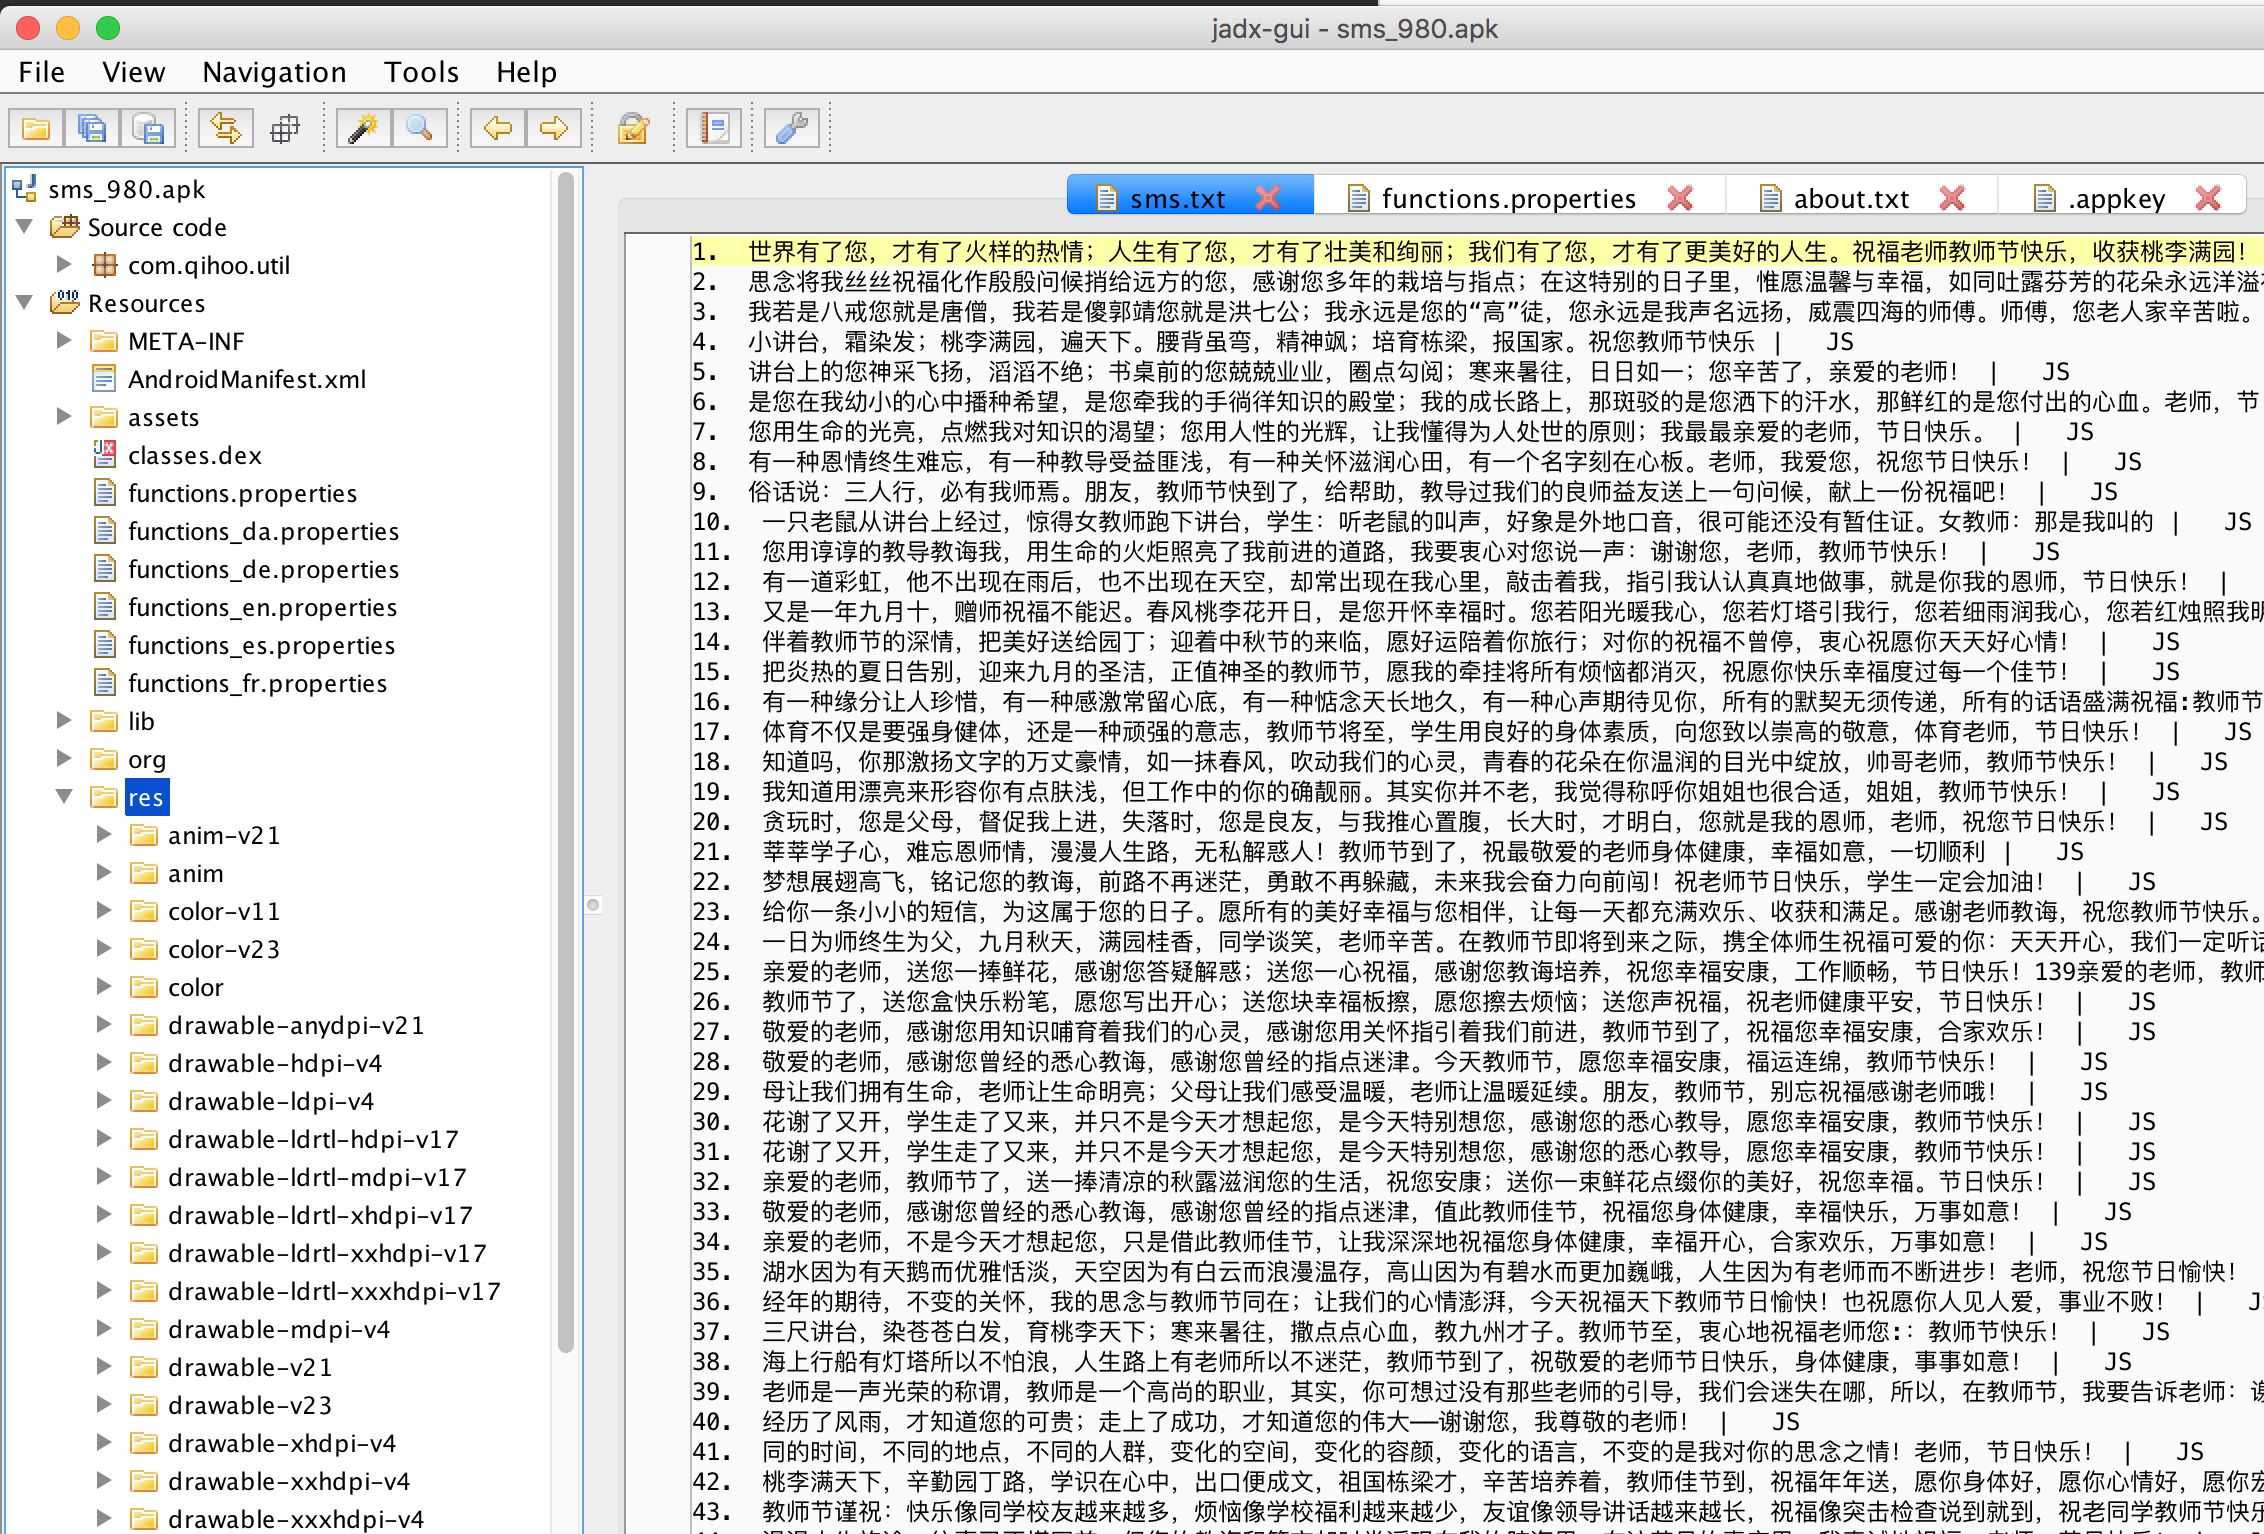 jadx-gui - sms_980.apk
File View Navigation Tools Help
sms_980.apk
Source code
com.qihoo.util
Resources
META-INF
AndroidManifest.xml
assets
classes.dex
functions.properties
functions_da.properties
functions_de.properties
functions_en.properties
functions_es.properties
functions_fr.properties
lib
org
res
anim-v21
anim
color-v11
color-v23
color
drawable-anydpi-v21
drawable-hdpi-v4
drawable-ldpi-v4
drawable-ldrtl-hdpi-v17
drawable-ldrtl-mdpi-v17
drawable-ldrtl-xhdpi-v17
drawable-ldrtl-xxhdpi-v17
drawable-ldrtl-xxxhdpi-v17
drawable-mdpi-v4
drawable-v21
drawable-v23
drawable-xhdpi-v4
drawable-xxhdpi-v4
drawable-xxxhdpi-v4
sms.txt functions.properties about.txt .appkey
1. 世界有了您，才有了火样的热情；人生有了您，才有了壮美和绚丽；我们有了您，才有了更美好的人生。祝福老师教师节快乐，收获桃李满园！
2. 思念将我丝丝祝福化作殷殷问候捎给远方的您，感谢您多年的栽培与指点；在这特别的日子里，惟愿温馨与幸福，如同吐露芬芳的花朵永远洋溢
3. 我若是八戒您就是唐僧，我若是傻郭靖您就是洪七公；我永远是您的“高”徒，您永远是我声名远扬，威震四海的师傅。师傅，您老人家辛苦啦。
4. 小讲台，霜染发；桃李满园，遍天下。腰背虽弯，精神飒；培育栋梁，报国家。祝您教师节快乐 | JS
5. 讲台上的您神采飞扬，滔滔不绝；书桌前的您兢兢业业，圈点勾阅；寒来暑往，日日如一；您辛苦了，亲爱的老师！ | JS
6. 是您在我幼小的心中播种希望，是您牵我的手徜徉知识的殿堂；我的成长路上，那斑驳的是您洒下的汗水，那鲜红的是您付出的心血。老师，节
7. 您用生命的光亮，点燃我对知识的渴望；您用人性的光辉，让我懂得为人处世的原则；我最最亲爱的老师，节日快乐。 | JS
8. 有一种恩情终生难忘，有一种教导受益匪浅，有一种关怀滋润心田，有一个名字刻在心板。老师，我爱您，祝您节日快乐！ | JS
9. 俗话说：三人行，必有我师焉。朋友，教师节快到了，给帮助，教导过我们的良师益友送上一句问候，献上一份祝福吧！ | JS
10. 一只老鼠从讲台上经过，惊得女教师跑下讲台，学生：听老鼠的叫声，好象是外地口音，很可能还没有暂住证。女教师：那是我叫的 | JS
11. 您用谆谆的教导教诲我，用生命的火炬照亮了我前进的道路，我要衷心对您说一声：谢谢您，老师，教师节快乐！ | JS
12. 有一道彩虹，他不出现在雨后，也不出现在天空，却常出现在我心里，敲击着我，指引我认认真真地做事，就是你我的恩师，节日快乐！ |
13. 又是一年九月十，赠师祝福不能迟。春风桃李花开日，是您开怀幸福时。您若阳光暖我心，您若灯塔引我行，您若细雨润我心，您若红烛照我明
14. 伴着教师节的深情，把美好送给园丁；迎着中秋节的来临，愿好运陪着你旅行；对你的祝福不曾停，衷心祝愿你天天好心情！ | JS
15. 把炎热的夏日告别，迎来九月的圣洁，正值神圣的教师节，愿我的牵挂将所有烦恼都消灭，祝愿你快乐幸福度过每一个佳节！ | JS
16. 有一种缘分让人珍惜，有一种感激常留心底，有一种惦念天长地久，有一种心声期待见你，所有的默契无须传递，所有的话语盛满祝福:教师节
17. 体育不仅是要强身健体，还是一种顽强的意志，教师节将至，学生用良好的身体素质，向您致以崇高的敬意，体育老师，节日快乐！ | JS
18. 知道吗，你那激扬文字的万丈豪情，如一抹春风，吹动我们的心灵，青春的花朵在你温润的目光中绽放，帅哥老师，教师节快乐！ | JS
19. 我知道用漂亮来形容你有点肤浅，但工作中的你的确靓丽。其实你并不老，我觉得称呼你姐姐也很合适，姐姐，教师节快乐！ | JS
20. 贪玩时，您是父母，督促我上进，失落时，您是良友，与我推心置腹，长大时，才明白，您就是我的恩师，老师，祝您节日快乐！ | JS
21. 莘莘学子心，难忘恩师情，漫漫人生路，无私解惑人！教师节到了，祝最敬爱的老师身体健康，幸福如意，一切顺利 | JS
22. 梦想展翅高飞，铭记您的教诲，前路不再迷茫，勇敢不再躲藏，未来我会奋力向前闯！祝老师节日快乐，学生一定会加油！ | JS
23. 给你一条小小的短信，为这属于您的日子。愿所有的美好幸福与您相伴，让每一天都充满欢乐、收获和满足。感谢老师教诲，祝您教师节快乐。
24. 一日为师终生为父，九月秋天，满园桂香，同学谈笑，老师辛苦。在教师节即将到来之际，携全体师生祝福可爱的你：天天开心，我们一定听话
25. 亲爱的老师，送您一捧鲜花，感谢您答疑解惑；送您一心祝福，感谢您教诲培养，祝您幸福安康，工作顺畅，节日快乐！139亲爱的老师，教师
26. 教师节了，送您盒快乐粉笔，愿您写出开心；送您块幸福板擦，愿您擦去烦恼；送您声祝福，祝老师健康平安，节日快乐！ | JS
27. 敬爱的老师，感谢您用知识哺育着我们的心灵，感谢您用关怀指引着我们前进，教师节到了，祝福您幸福安康，合家欢乐！ | JS
28. 敬爱的老师，感谢您曾经的悉心教诲，感谢您曾经的指点迷津。今天教师节，愿您幸福安康，福运连绵，教师节快乐！ | JS
29. 母让我们拥有生命，老师让生命明亮；父母让我们感受温暖，老师让温暖延续。朋友，教师节，别忘祝福感谢老师哦！ | JS
30. 花谢了又开，学生走了又来，并只不是今天才想起您，是今天特别想您，感谢您的悉心教导，愿您幸福安康，教师节快乐！ | JS
31. 花谢了又开，学生走了又来，并只不是今天才想起您，是今天特别想您，感谢您的悉心教导，愿您幸福安康，教师节快乐！ | JS
32. 亲爱的老师，教师节了，送一捧清凉的秋露滋润您的生活，祝您安康；送你一束鲜花点缀你的美好，祝您幸福。节日快乐！ | JS
33. 敬爱的老师，感谢您曾经的悉心教诲，感谢您曾经的指点迷津，值此教师佳节，祝福您身体健康，幸福快乐，万事如意！ | JS
34. 亲爱的老师，不是今天才想起您，只是借此教师佳节，让我深深地祝福您身体健康，幸福开心，合家欢乐，万事如意！ | JS
35. 湖水因为有天鹅而优雅恬淡，天空因为有白云而浪漫温存，高山因为有碧水而更加巍峨，人生因为有老师而不断进步！老师，祝您节日愉快！
36. 经年的期待，不变的关怀，我的思念与教师节同在；让我们的心情澎湃，今天祝福天下教师节日愉快！也祝愿你人见人爱，事业不败！ | J
37. 三尺讲台，染苍苍白发，育桃李天下；寒来暑往，撒点点心血，教九州才子。教师节至，衷心地祝福老师您:：教师节快乐！ | JS
38. 海上行船有灯塔所以不怕浪，人生路上有老师所以不迷茫，教师节到了，祝敬爱的老师节日快乐，身体健康，事事如意！ | JS
39. 老师是一声光荣的称谓，教师是一个高尚的职业，其实，你可想过没有那些老师的引导，我们会迷失在哪，所以，在教师节，我要告诉老师：谢
40. 经历了风雨，才知道您的可贵；走上了成功，才知道您的伟大——谢谢您，我尊敬的老师！ | JS
41. 同的时间，不同的地点，不同的人群，变化的空间，变化的容颜，变化的语言，不变的是我对你的思念之情！老师，节日快乐！ | JS
42. 桃李满天下，辛勤园丁路，学识在心中，出口便成文，祖国栋梁才，辛苦培养着，教师佳节到，祝福年年送，愿你身体好，愿你心情好，愿你宏
43. 教师节谨祝：快乐像同学校友越来越多，烦恼像学校福利越来越少，友谊像领导讲话越来越长，祝福像突击检查说到就到，祝老同学教师节快乐